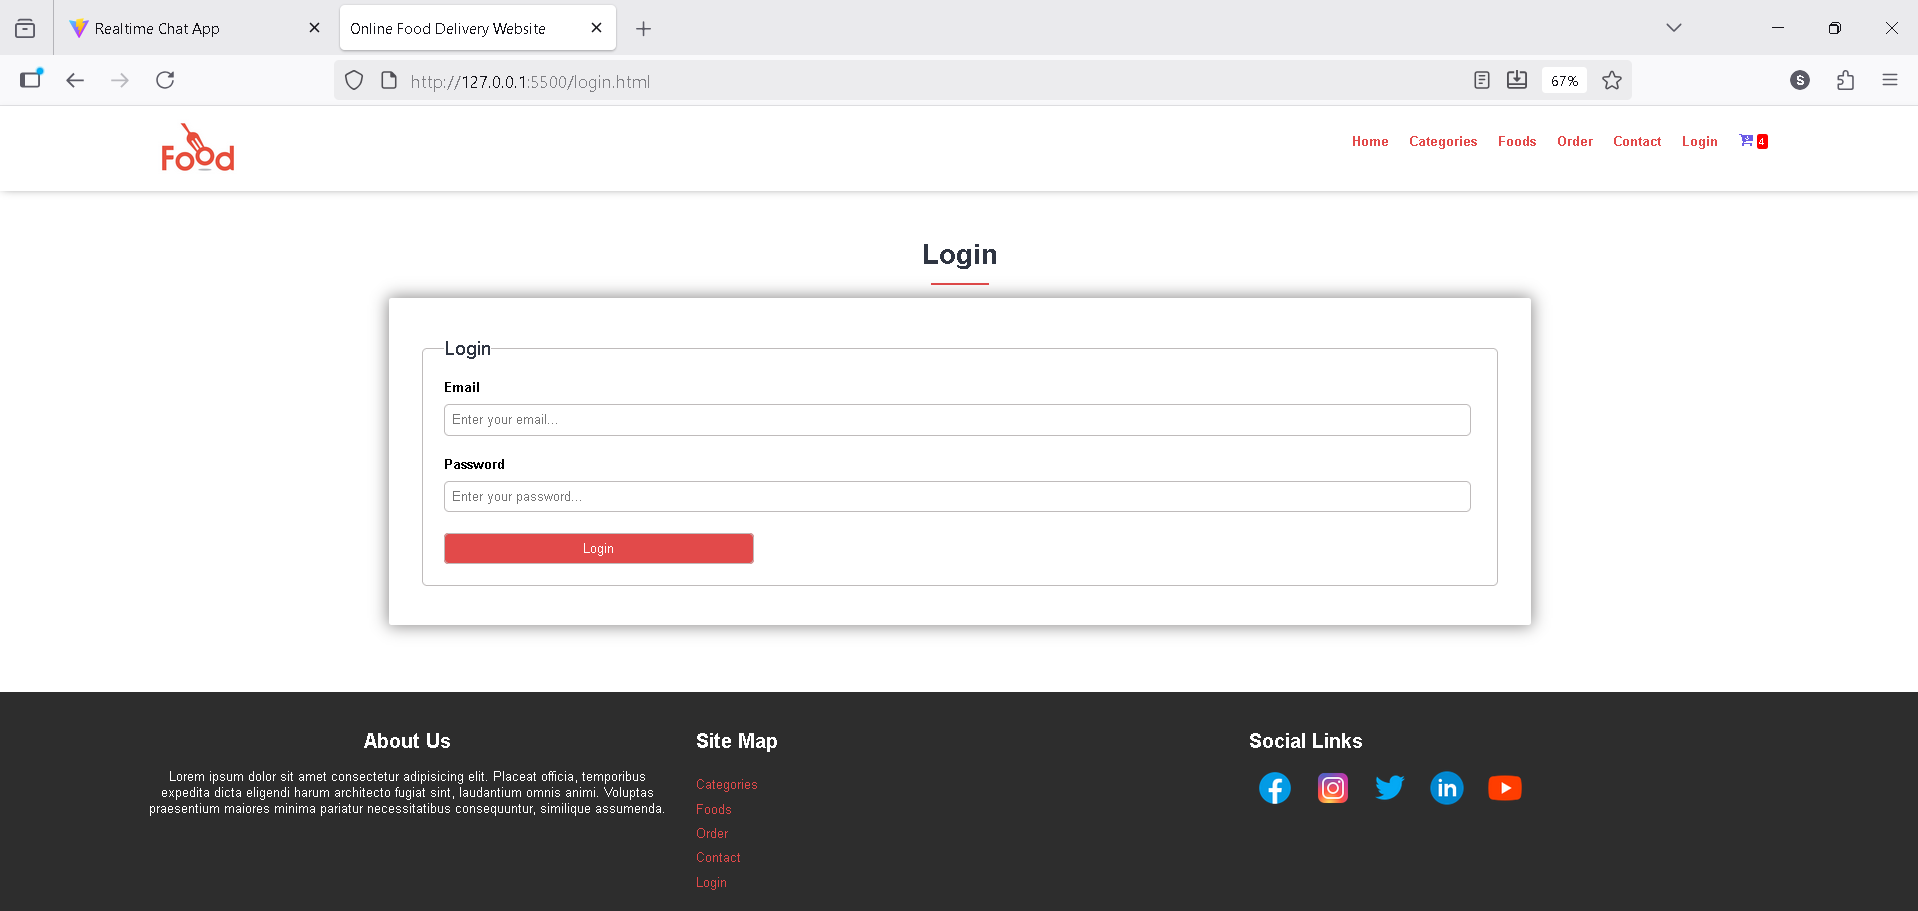 Realtime Chat App
Online Food Delivery Website
http://127.0.0.1:5500/login.html
67%
S
Food
Home
Categories
Foods
Order
Contact
Login
4
Login
Login
Email
Enter your email...
Password
Enter your password...
Login
About Us
Lorem ipsum dolor sit amet consectetur adipisicing elit. Placeat officia, temporibus
expedita dicta eligendi harum architecto fugiat sint, laudantium omnis animi. Voluptas
praesentium maiores minima pariatur necessitatibus consequuntur, similique assumenda.
Site Map
Categories
Foods
Order
Contact
Login
Social Links
in